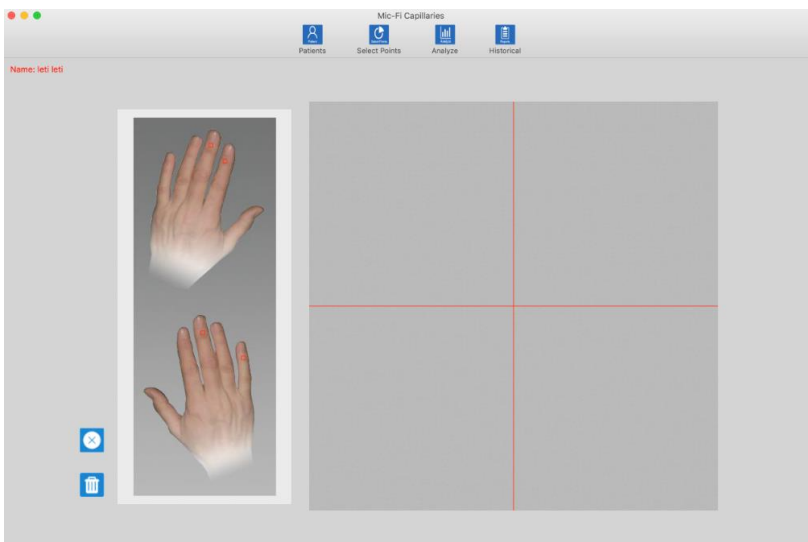 Mic-Fi Capillaries
Patients Select Points Analyze Historical
Name: leti leti